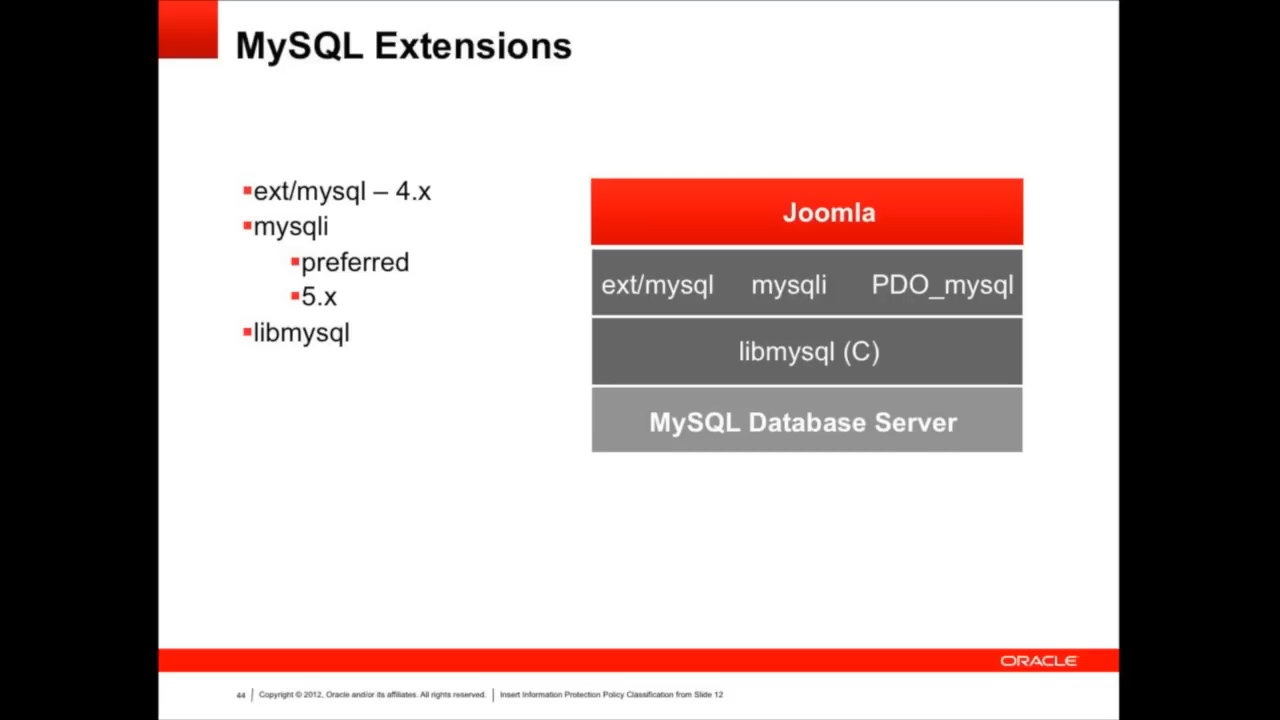 MySQL Extensions
▪ext/mysql – 4.x
▪mysqli
▪preferred
▪5.x
▪libmysql
Joomla
ext/mysql mysqli PDO_mysql
libmysql (C)
MySQL Database Server
ORACLE
44 | Copyright © 2012, Oracle and/or its affiliates. All rights reserved. | Insert Information Protection Policy Classification from Slide 12